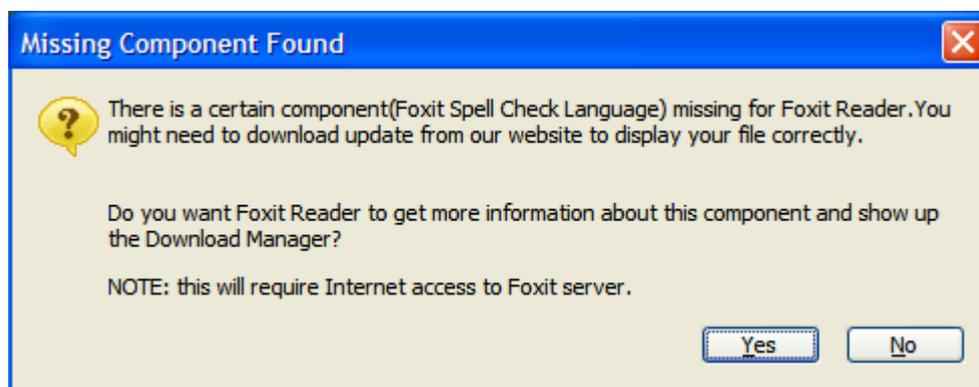 Missing Component Found
There is a certain component(Foxit Spell Check Language) missing for Foxit Reader.You
might need to download update from our website to display your file correctly.
Do you want Foxit Reader to get more information about this component and show up
the Download Manager?
NOTE: this will require Internet access to Foxit server.
Yes No